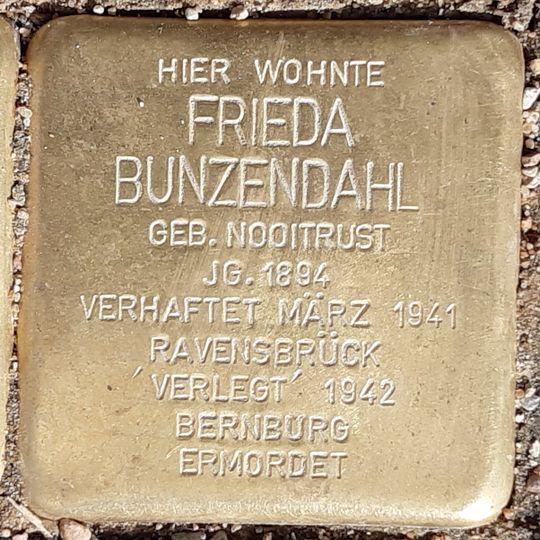 HIER WOHNTE
FRIEDA
BUNZENDAHL
GEB. NOOITRUST
JG. 1894
VERHAFTET MÄRZ 1941
RAVENSBRÜCK
´VERLEGT´ 1942
BERNBURG
ERMORDET